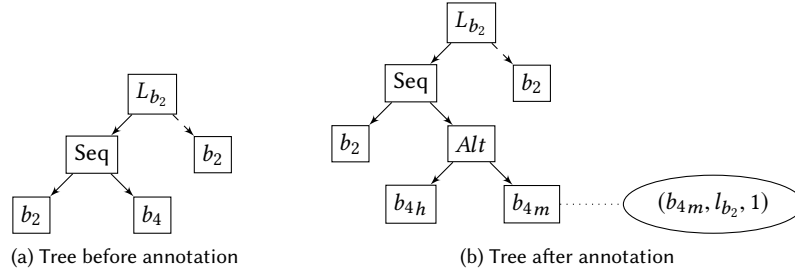 L_{b_2}
Seq
b_2
b_2
b_4
(a) Tree before annotation
L_{b_2}
Seq
b_2
b_2
Alt
b_{4h}
b_{4m}
(b_{4m}, l_{b_2}, 1)
(b) Tree after annotation